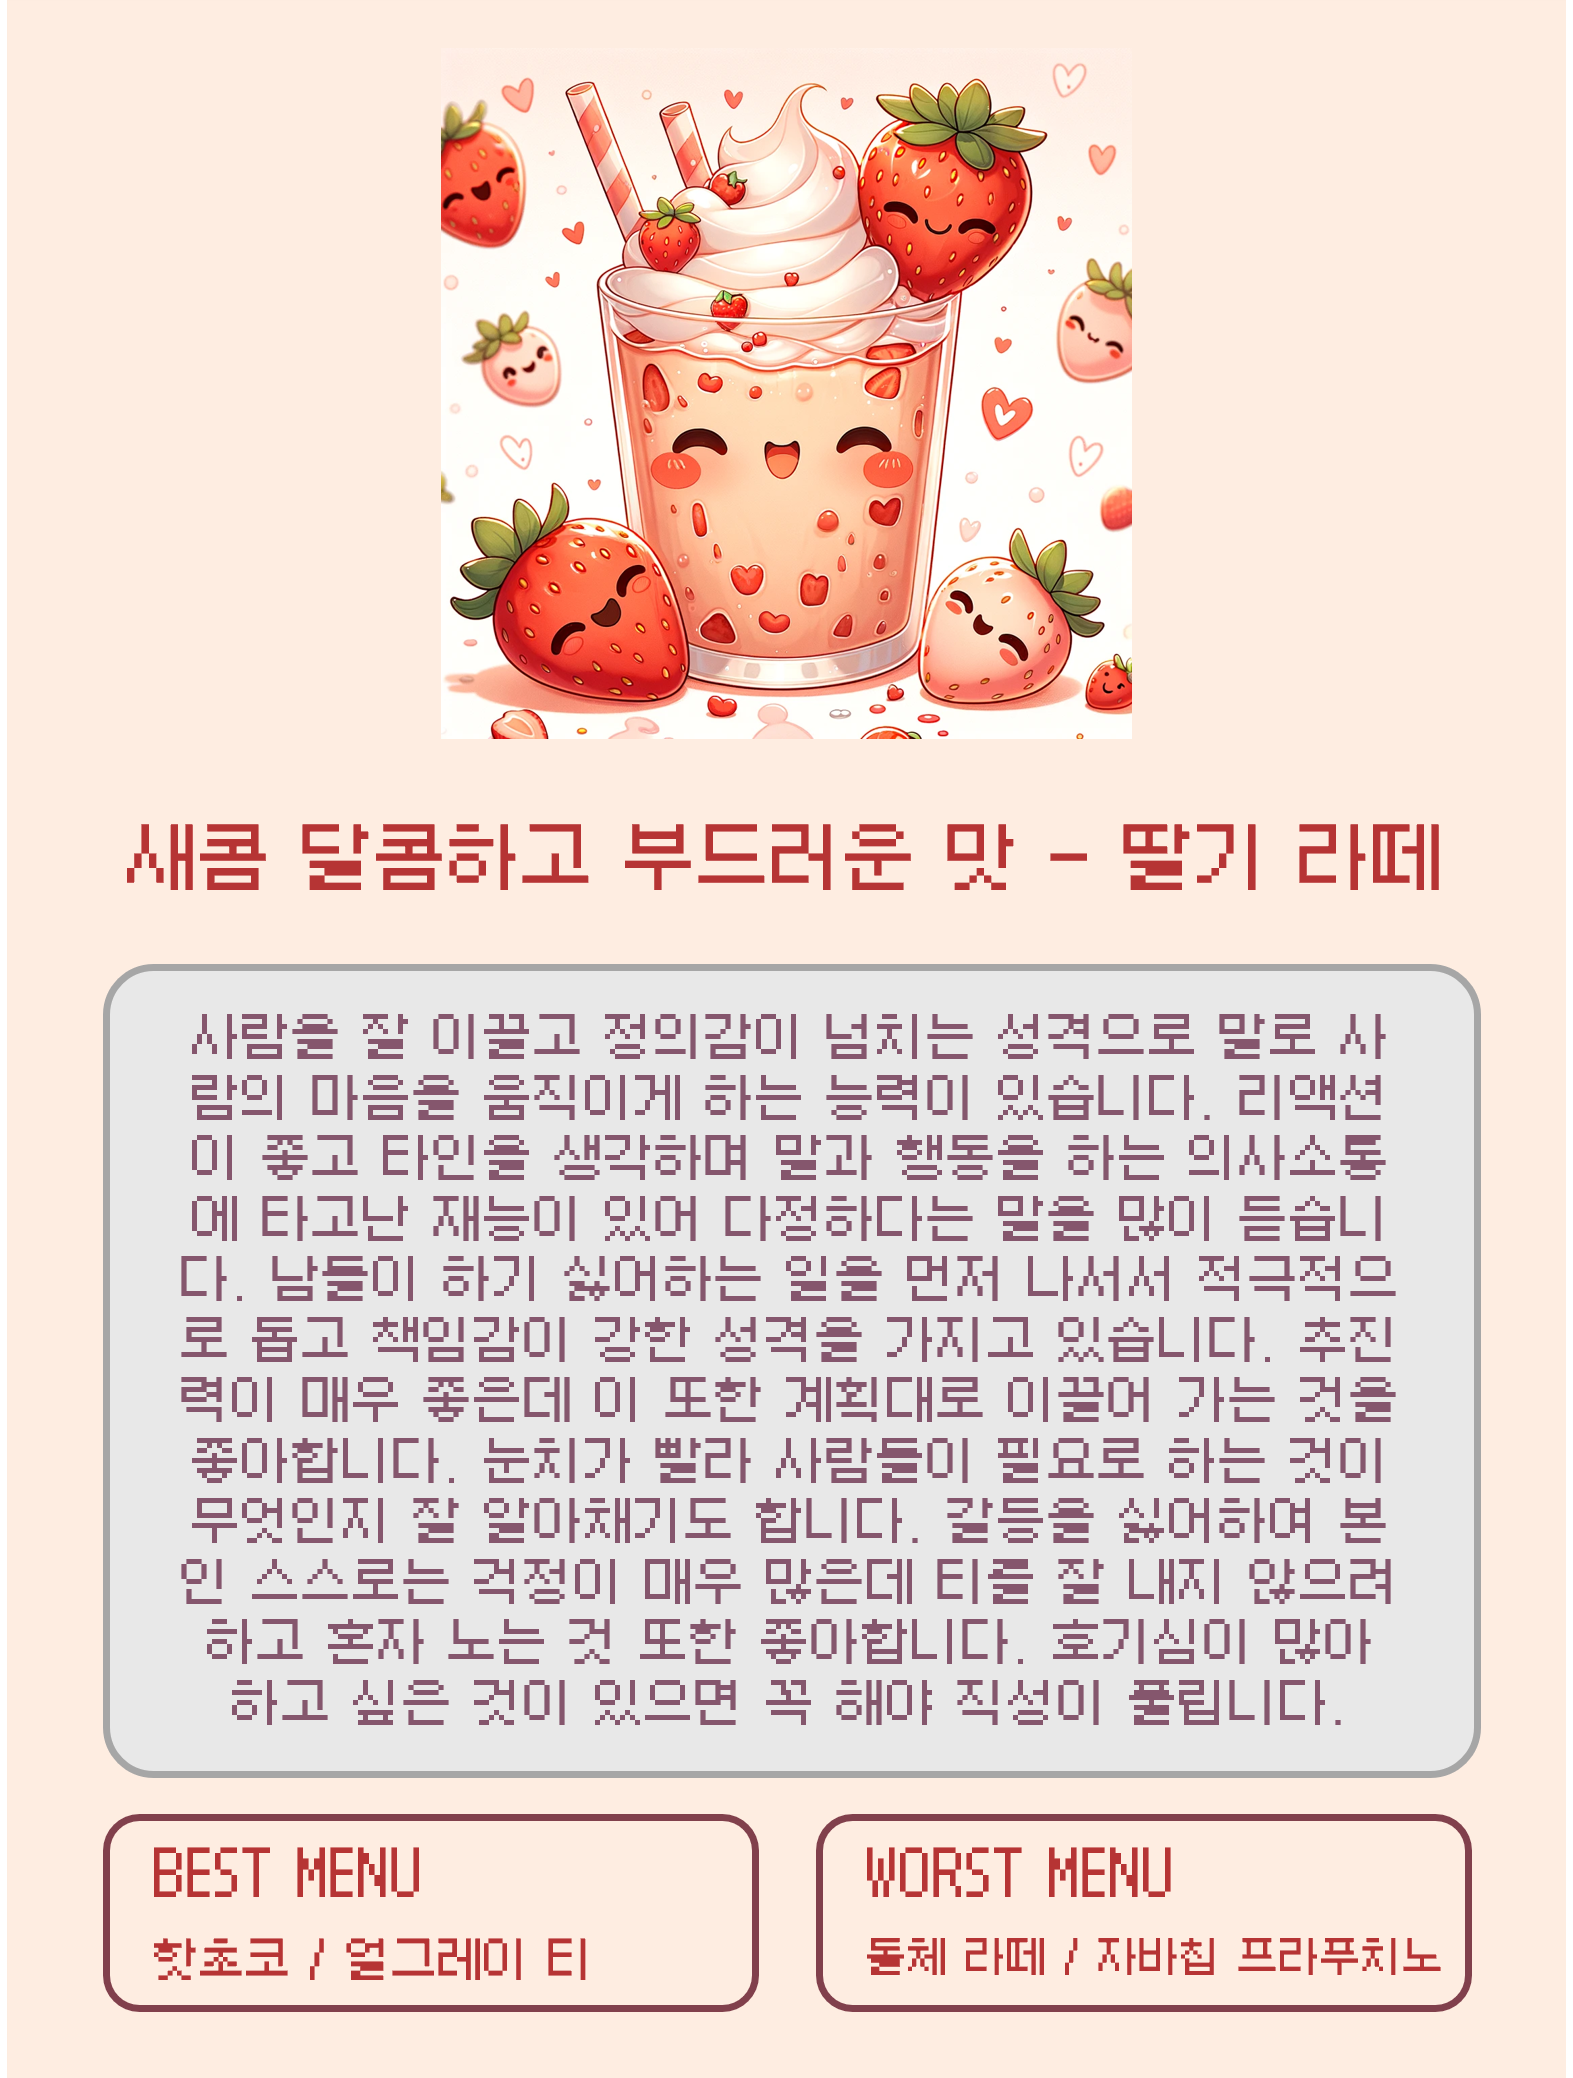 새콤 달콤하고 부드러운 맛 - 딸기 라떼
사람을 잘 이끌고 정의감이 넘치는 성격으로 말로 사
람의 마음을 움직이게 하는 능력이 있습니다. 리액션
이 좋고 타인을 생각하며 말과 행동을 하는 의사소통
에 타고난 재능이 있어 다정하다는 말을 많이 듣습니
다. 남들이 하기 싫어하는 일을 먼저 나서서 적극적으
로 돕고 책임감이 강한 성격을 가지고 있습니다. 추진
력이 매우 좋은데 이 또한 계획대로 이끌어 가는 것을
좋아합니다. 눈치가 빨라 사람들이 필요로 하는 것이
무엇인지 잘 알아채기도 합니다. 갈등을 싫어하여 본
인 스스로는 걱정이 매우 많은데 티를 잘 내지 않으려
하고 혼자 노는 것 또한 좋아합니다. 호기심이 많아
하고 싶은 것이 있으면 꼭 해야 직성이 풀립니다.
BEST MENU
핫초코 / 얼그레이 티
WORST MENU
돌체 라떼 / 자바칩 프라푸치노